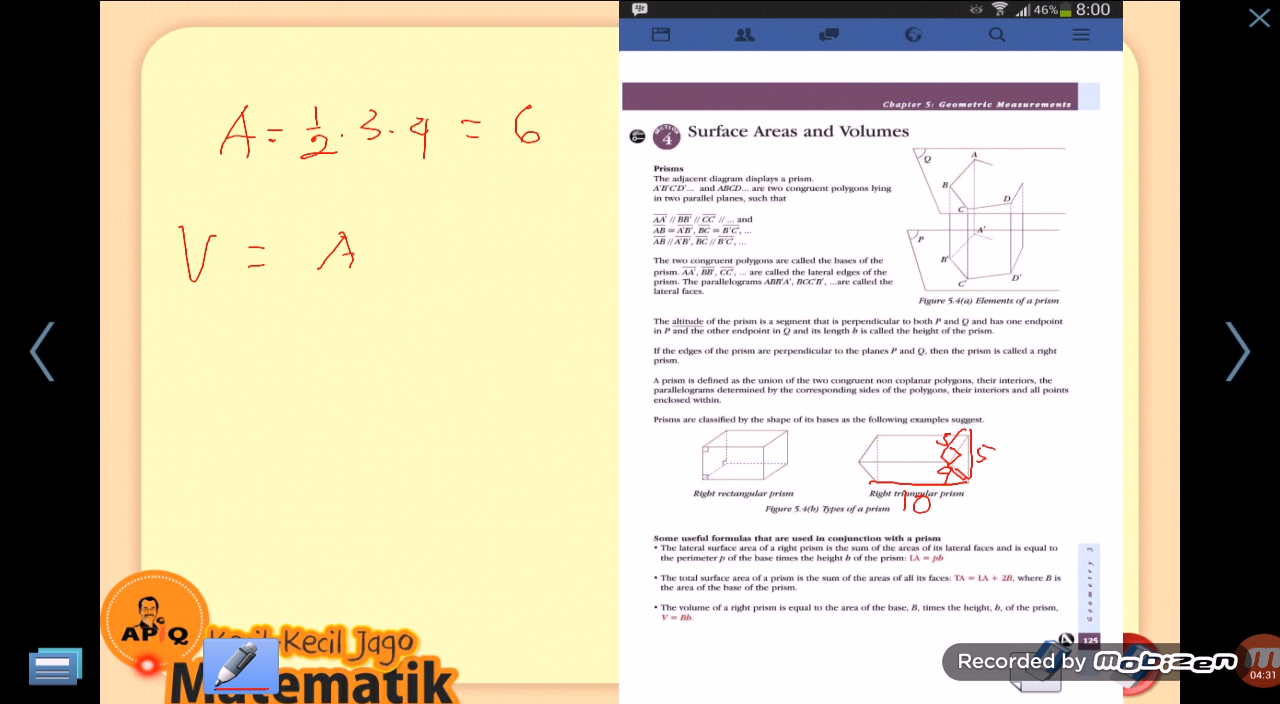 46% 8:00
A = 1/2 . 3 . 4 = 6
V = A
Chapter 5: Geometric Measurements
SECTION 4 Surface Areas and Volumes
Prisms
The adjacent diagram displays a prism.
A'B'C'D'... and ABCD... are two congruent polygons lying
in two parallel planes, such that
AA' // BB' // CC' // ... and
AB = A'B', BC = B'C', ...
AB // A'B', BC // B'C', ...
The two congruent polygons are called the bases of the
prism. AA', BB', CC', ... are called the lateral edges of the
prism. The parallelograms ABB'A', BCC'B', ...are called the
lateral faces.
Q A B C D P A' B' C' D'
Figure 5.4(a) Elements of a prism
The altitude of the prism is a segment that is perpendicular to both P and Q and has one endpoint
in P and the other endpoint in Q and its length h is called the height of the prism.
If the edges of the prism are perpendicular to the planes P and Q, then the prism is called a right
prism.
A prism is defined as the union of the two congruent non coplanar polygons, their interiors, the
parallelograms determined by the corresponding sides of the polygons, their interiors and all points
enclosed within.
Prisms are classified by the shape of its bases as the following examples suggest.
5
10
Right rectangular prism Right triangular prism
Figure 5.4(b) Types of a prism
Some useful formulas that are used in conjunction with a prism
• The lateral surface area of a right prism is the sum of the areas of its lateral faces and is equal to
the perimeter p of the base times the height h of the prism: LA = ph
• The total surface area of a prism is the sum of the areas of all its faces: TA = LA + 2B, where B is
the area of the base of the prism.
• The volume of a right prism is equal to the area of the base, B, times the height, h, of the prism,
V = Bh.
Geometry
125
APIQ
Kecil-Kecil Jago
Matematik
Recorded by Mobizen
04:31